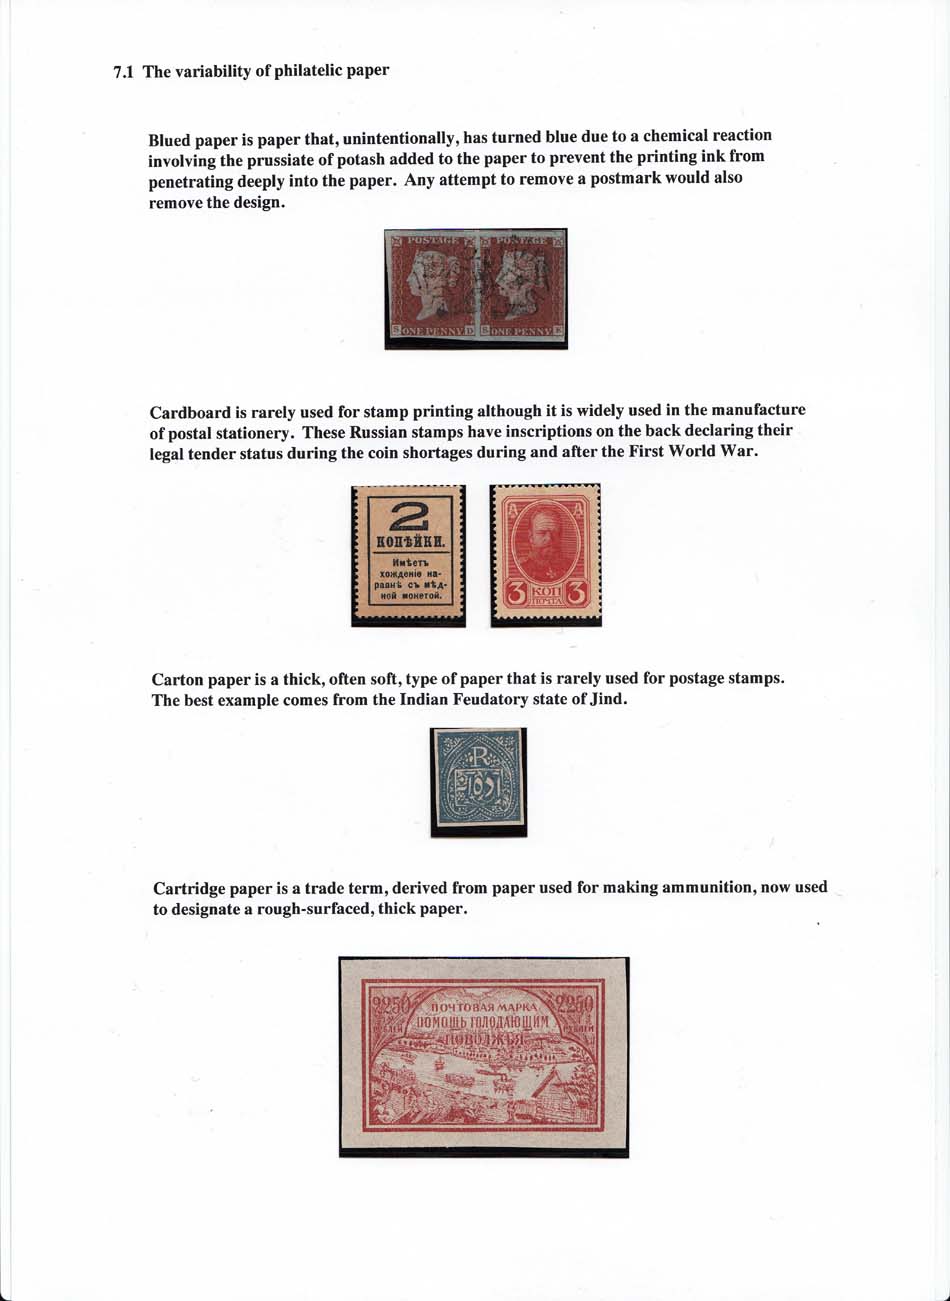 7.1 The variability of philatelic paper
Blued paper is paper that, unintentionally, has turned blue due to a chemical reaction
involving the prussiate of potash added to the paper to prevent the printing ink from
penetrating deeply into the paper. Any attempt to remove a postmark would also
remove the design.
POSTAGE POSTAGE
S ONE PENNY D S ONE PENNY E
Cardboard is rarely used for stamp printing although it is widely used in the manufacture
of postal stationery. These Russian stamps have inscriptions on the back declaring their
legal tender status during the coin shortages during and after the First World War.
2
КОПѢЙКИ.
Имѣетъ
хожденіе на-
равнѣ съ мѣд-
ной монетой.
3 КОП 3
ПОЧТА
Carton paper is a thick, often soft, type of paper that is rarely used for postage stamps.
The best example comes from the Indian Feudatory state of Jind.
R
Cartridge paper is a trade term, derived from paper used for making ammunition, now used
to designate a rough-surfaced, thick paper.
2250 ПОЧТОВАЯ МАРКА 2250
РУБЛЕЙ ПОМОЩЬ ГОЛОДАЮЩИМ РУБЛЕЙ
ПОВОЛЖЬЯ